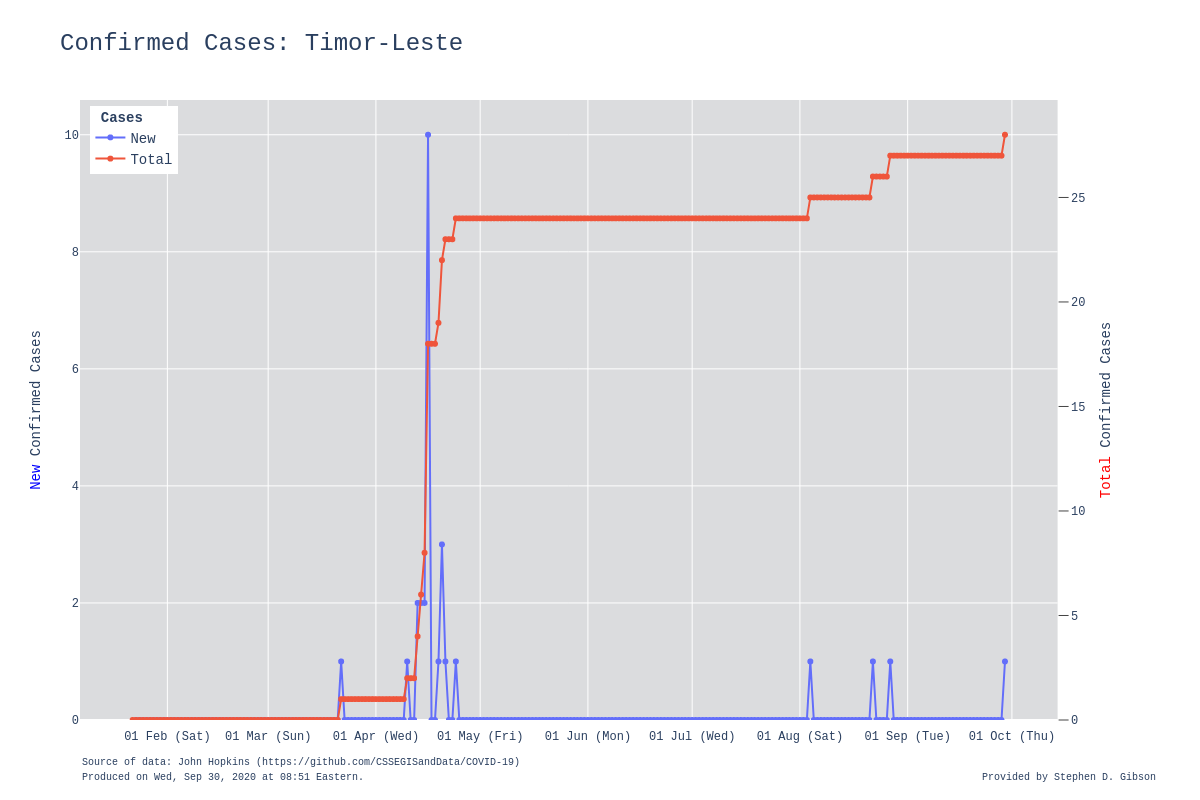 Confirmed Cases: Timor-Leste
Cases
New
Total
10
8
6
4
2
0
25
20
15
10
5
0
New Confirmed Cases
Total Confirmed Cases
01 Feb (Sat) 01 Mar (Sun) 01 Apr (Wed) 01 May (Fri) 01 Jun (Mon) 01 Jul (Wed) 01 Aug (Sat) 01 Sep (Tue) 01 Oct (Thu)
Source of data: John Hopkins (https://github.com/CSSEGISandData/COVID-19)
Produced on Wed, Sep 30, 2020 at 08:51 Eastern.
Provided by Stephen D. Gibson